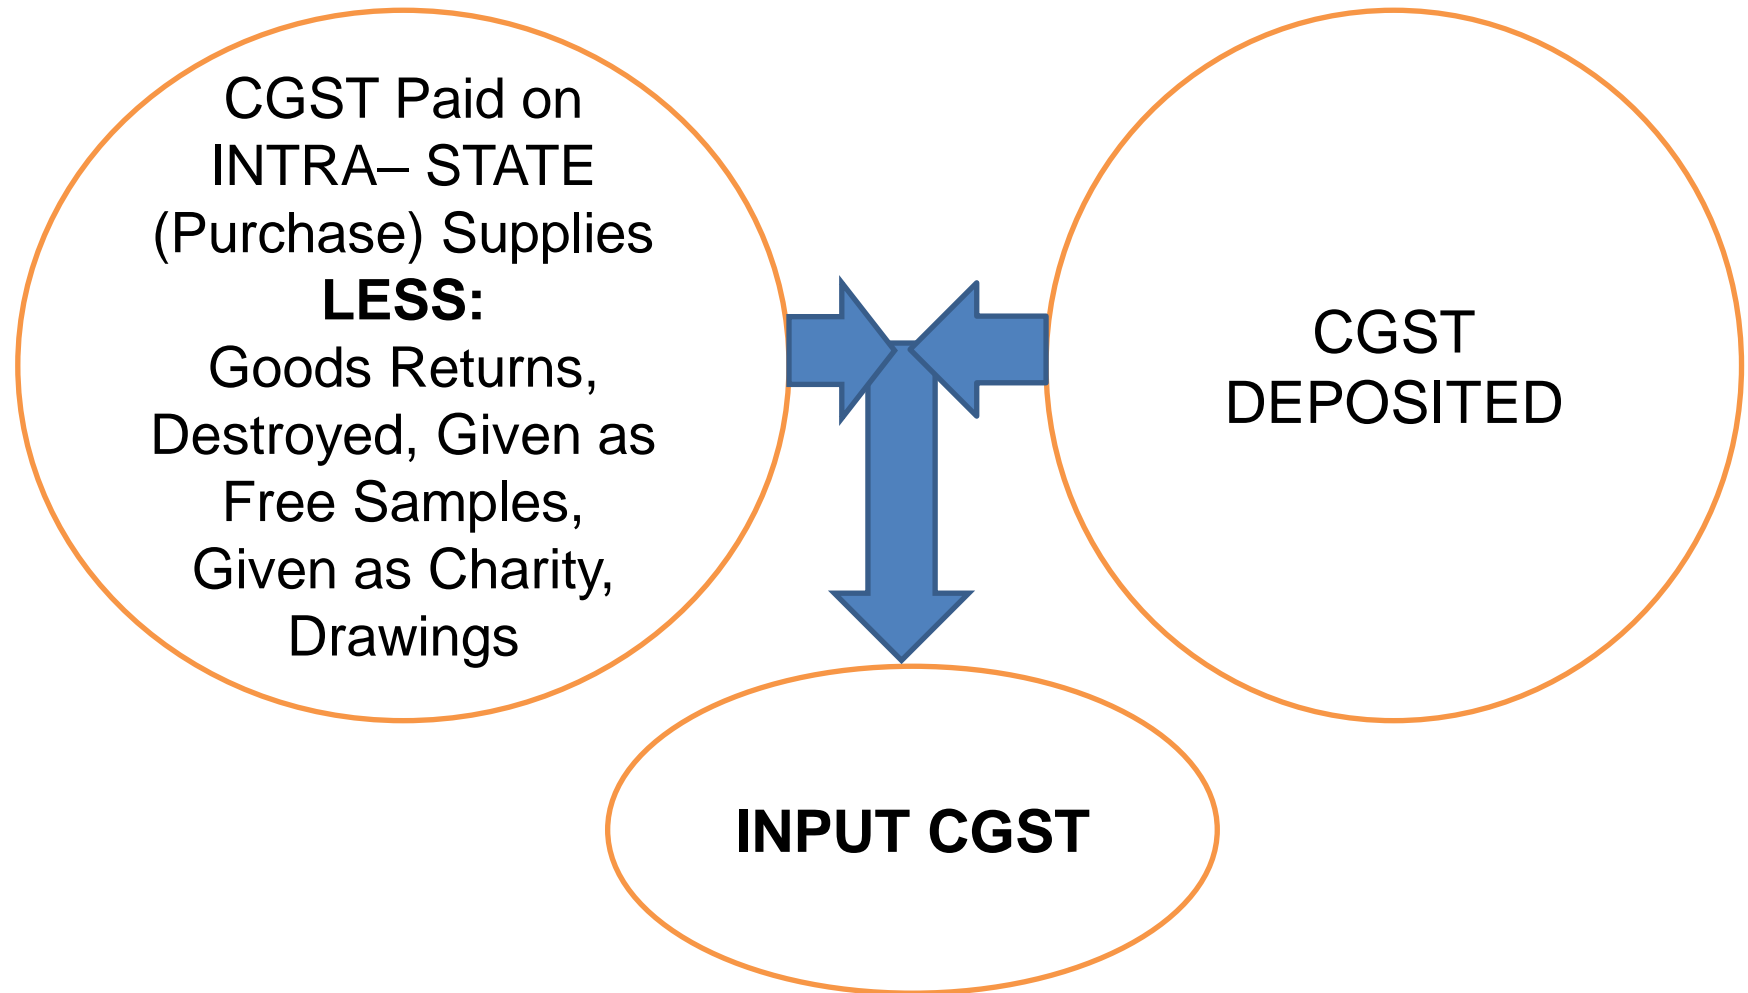 CGST Paid on
INTRA– STATE
(Purchase) Supplies
LESS:
Goods Returns,
Destroyed, Given as
Free Samples,
Given as Charity,
Drawings
CGST
DEPOSITED
INPUT CGST